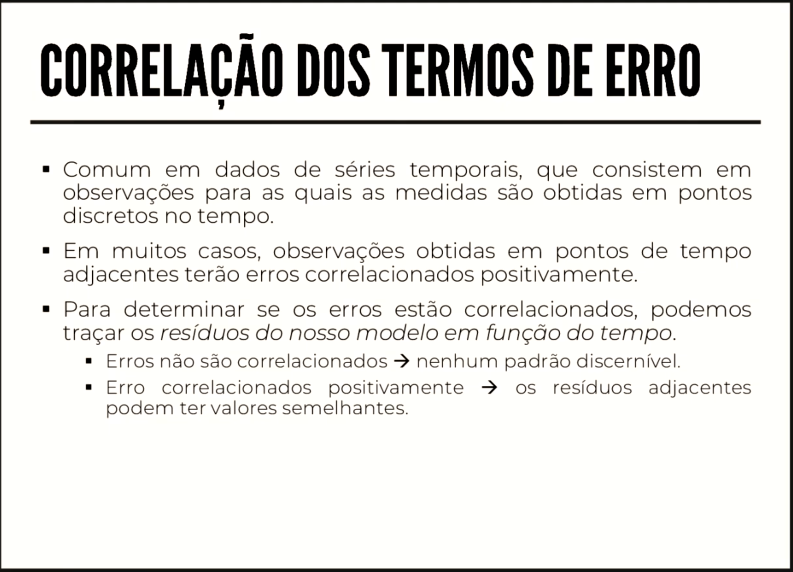 CORRELAÇÃO DOS TERMOS DE ERRO
▪ Comum em dados de séries temporais, que consistem em
observações para as quais as medidas são obtidas em pontos
discretos no tempo.
▪ Em muitos casos, observações obtidas em pontos de tempo
adjacentes terão erros correlacionados positivamente.
▪ Para determinar se os erros estão correlacionados, podemos
traçar os resíduos do nosso modelo em função do tempo.
▪ Erros não são correlacionados → nenhum padrão discernível.
▪ Erro correlacionados positivamente → os resíduos adjacentes
podem ter valores semelhantes.